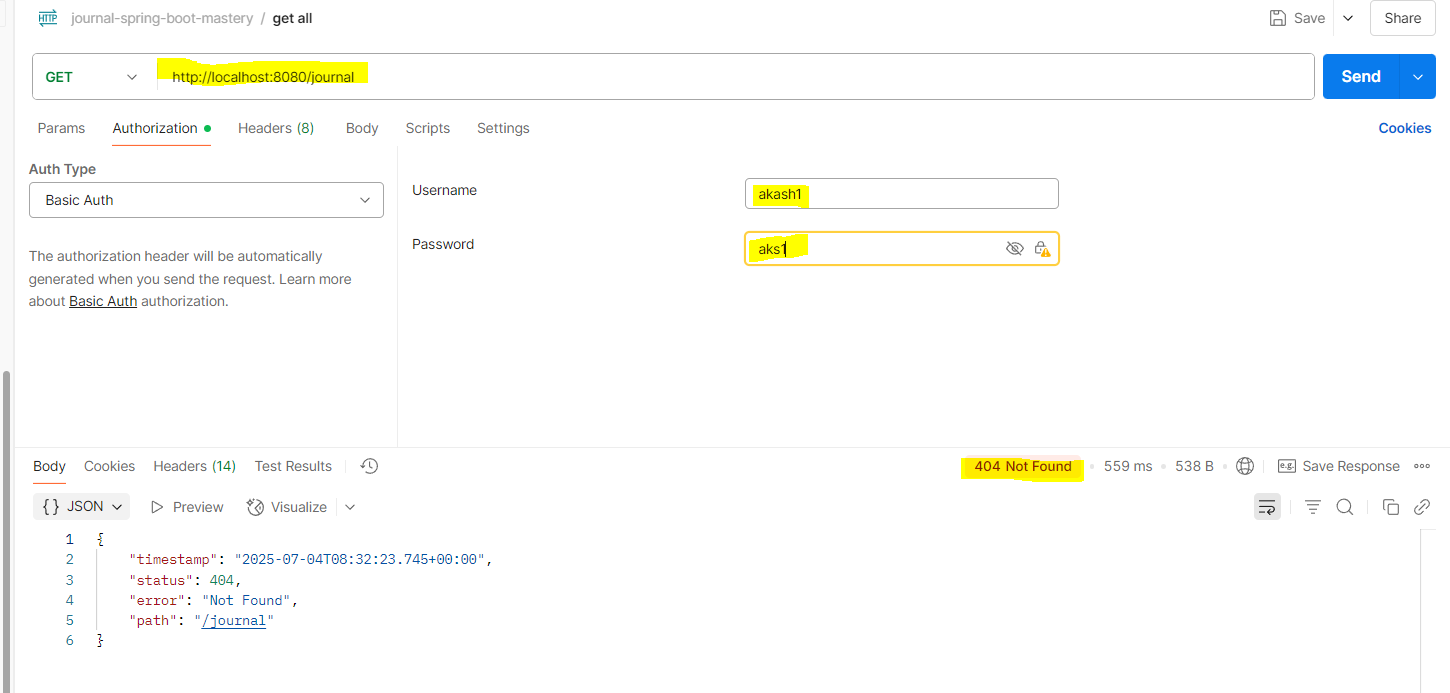 HTTP journal-spring-boot-mastery / get all Save Share
GET http://localhost:8080/journal Send
Params Authorization Headers (8) Body Scripts Settings Cookies
Auth Type
Basic Auth
The authorization header will be automatically
generated when you send the request. Learn more
about Basic Auth authorization.
Username akash1
Password aks1
Body Cookies Headers (14) Test Results 404 Not Found 559 ms 538 B e.g. Save Response
{} JSON Preview Visualize
1 {
2 "timestamp": "2025-07-04T08:32:23.745+00:00",
3 "status": 404,
4 "error": "Not Found",
5 "path": "/journal"
6 }